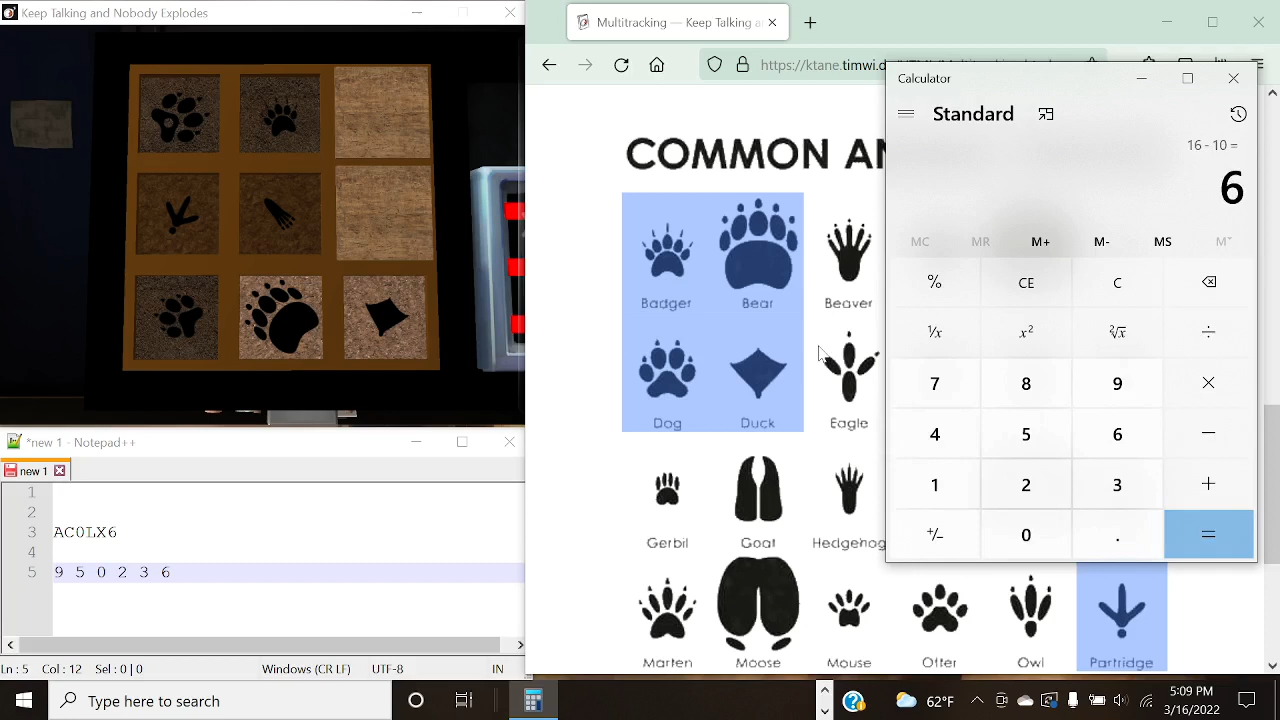 Keep Talking and Nobody Explodes
Multitracking — Keep Talking a
https://ktane.timwi.d
COMMON AN
Badger
Bear
Beaver
Dog
Duck
Eagle
Gerbil
Goat
Hedgehog
Marten
Moose
Mouse
Otter
Owl
Partridge
Calculator
Standard
16 - 10 =
6
MC MR M+ M- MS M˅
% CE C
¹/x x² ²√x ÷
7 8 9 ×
4 5 6 −
1 2 3 +
+/− 0 . =
*new 1 - Notepad++
new 1
1
2
3 AC0LX6
4
5 9 5 0 2 3 6
Ln : 5 Col : 12 Sel : 0 | 0
Windows (CR LF)
UTF-8
IN
Type here to search
62°F
5:09 PM
3/16/2022